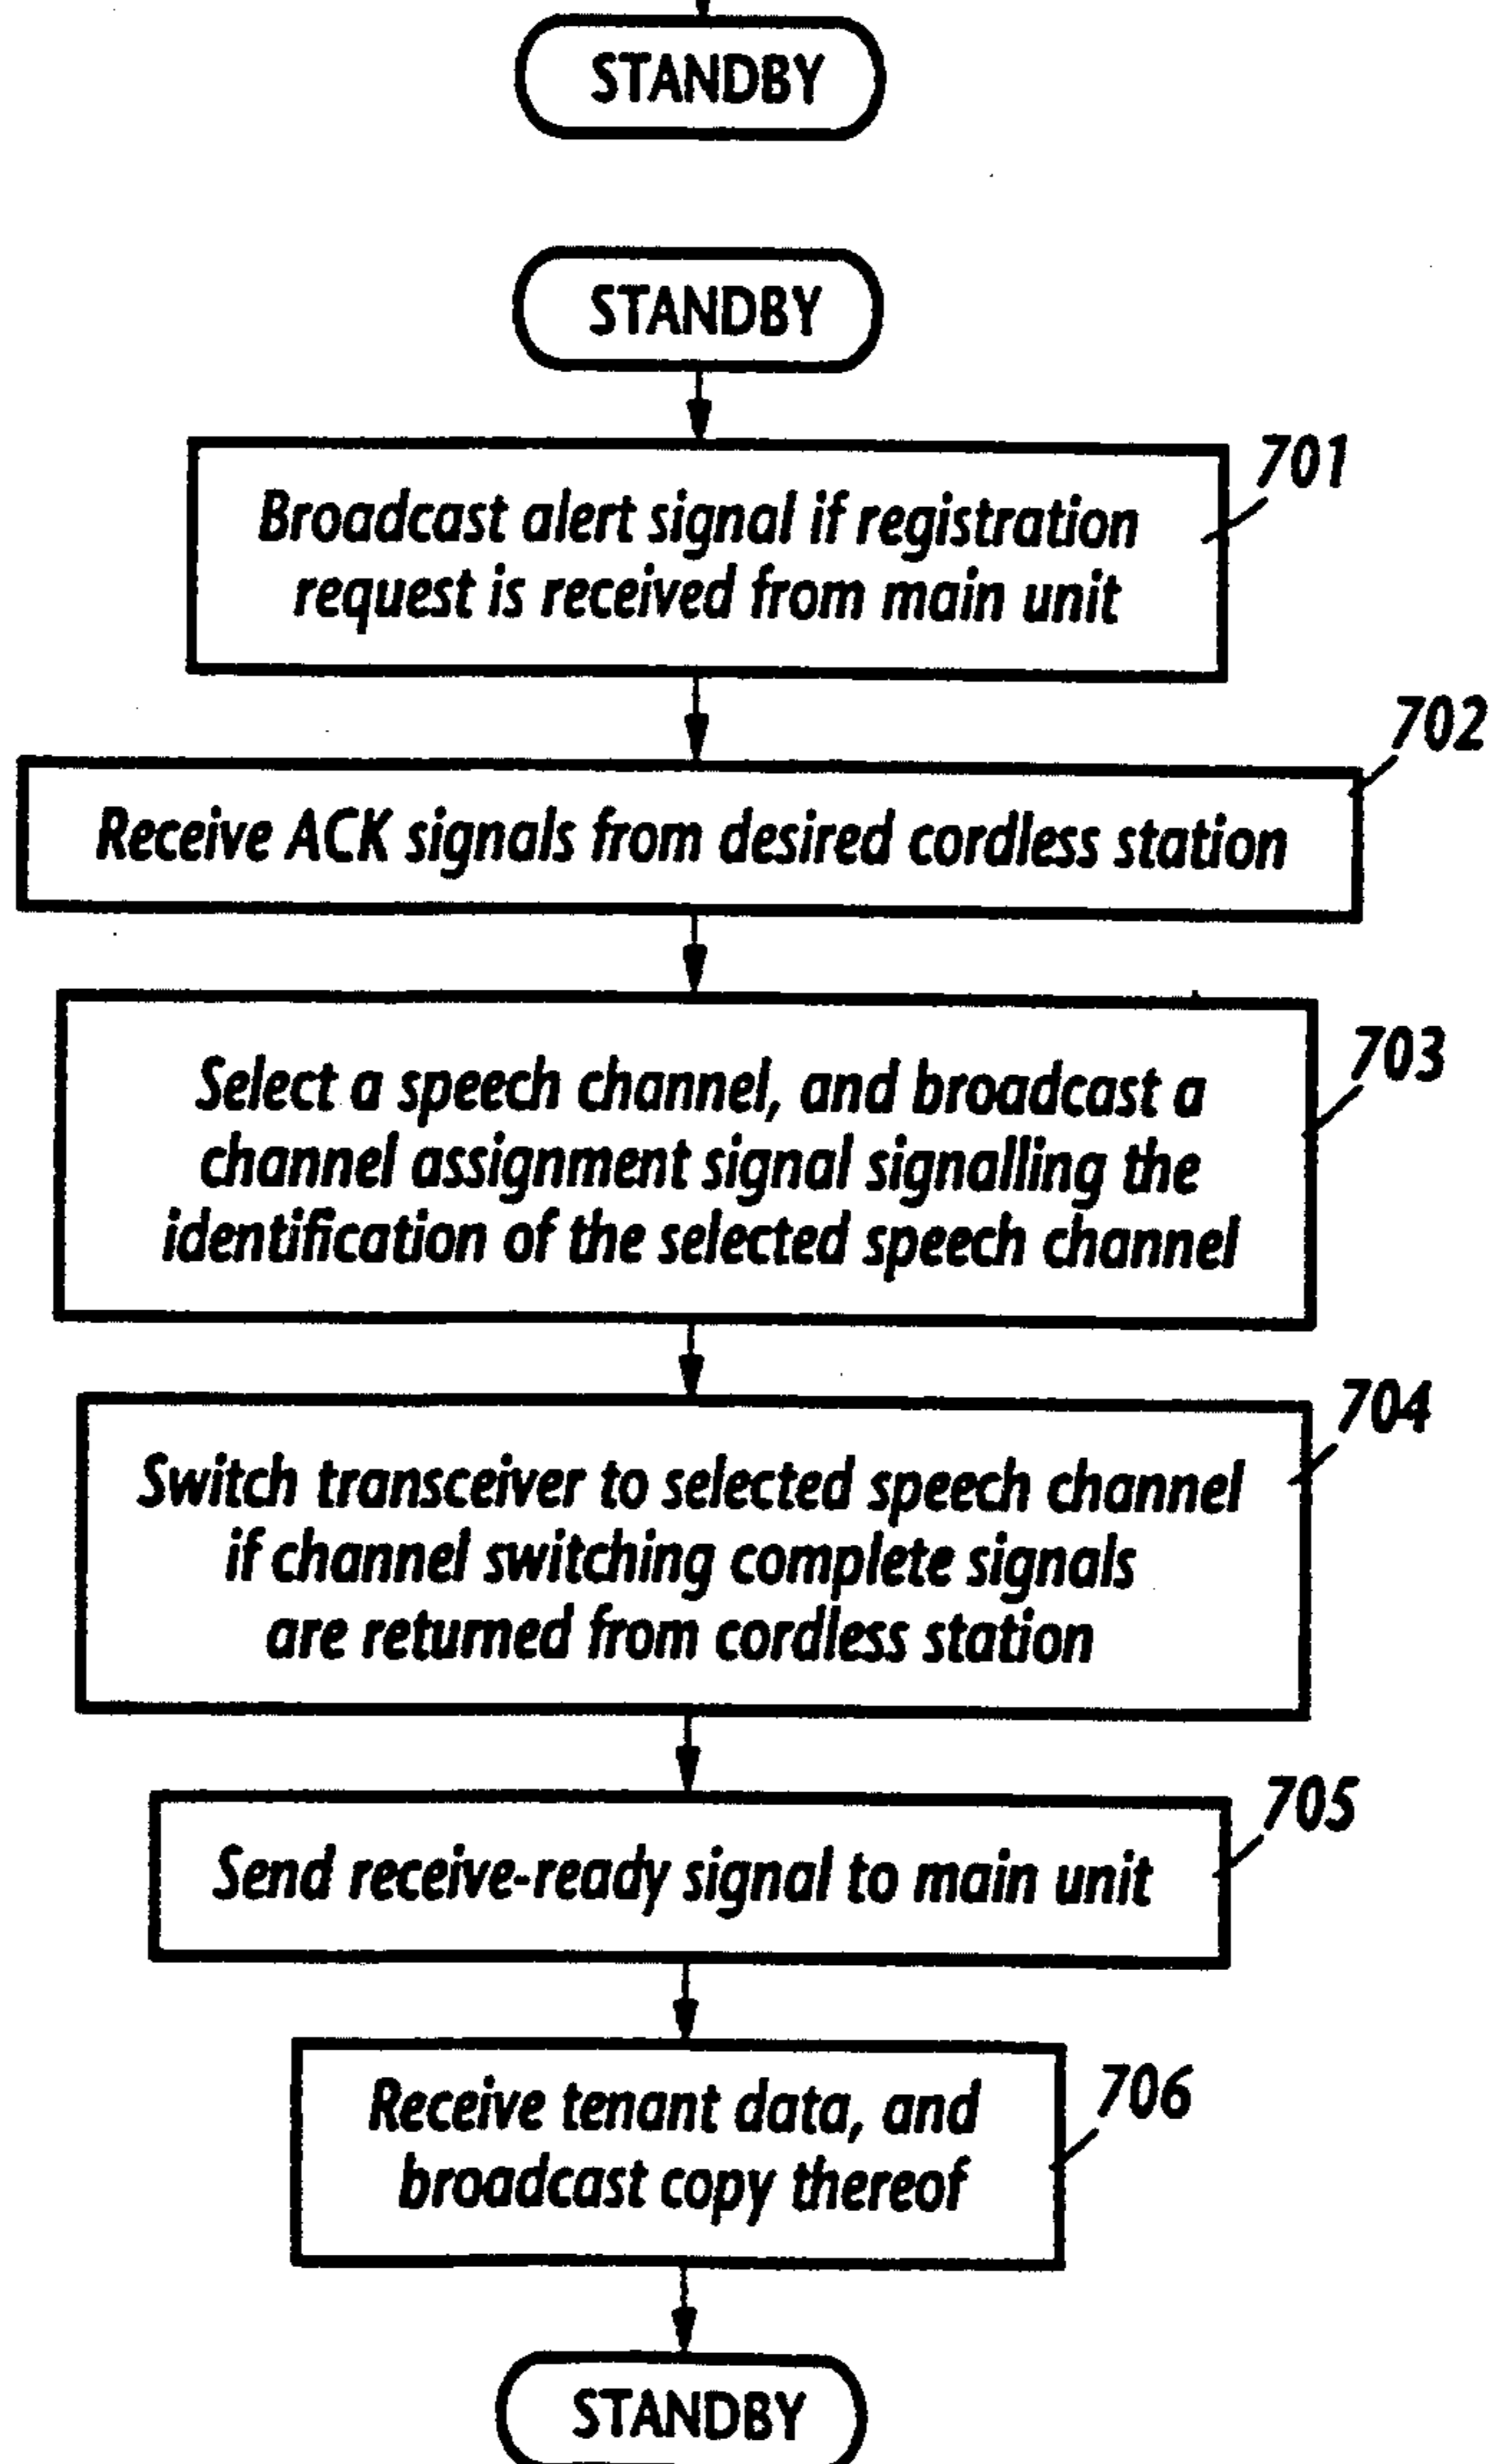 STANDBY
STANDBY
701
Broadcast alert signal if registration
request is received from main unit
702
Receive ACK signals from desired cordless station
703
Select a speech channel, and broadcast a
channel assignment signal signalling the
identification of the selected speech channel
704
Switch transceiver to selected speech channel
if channel switching complete signals
are returned from cordless station
705
Send receive-ready signal to main unit
706
Receive tenant data, and
broadcast copy thereof
STANDBY